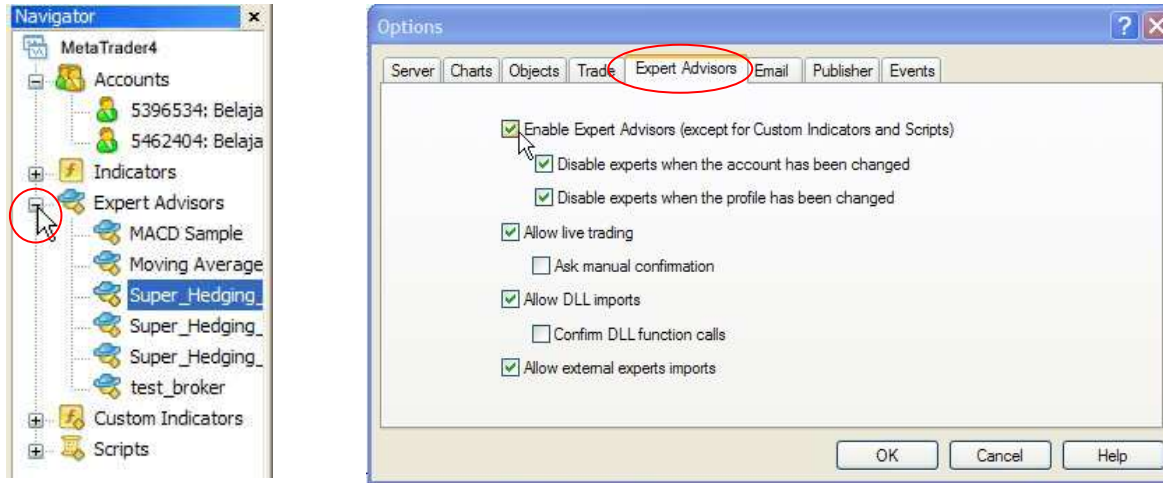 Navigator
MetaTrader4
Accounts
5396534: Belaja
5462404: Belaja
Indicators
Expert Advisors
MACD Sample
Moving Average
Super_Hedging_
Super_Hedging_
Super_Hedging_
test_broker
Custom Indicators
Scripts
Options
Server Charts Objects Trade Expert Advisors Email Publisher Events
Enable Expert Advisors (except for Custom Indicators and Scripts)
Disable experts when the account has been changed
Disable experts when the profile has been changed
Allow live trading
Ask manual confirmation
Allow DLL imports
Confirm DLL function calls
Allow external experts imports
OK Cancel Help